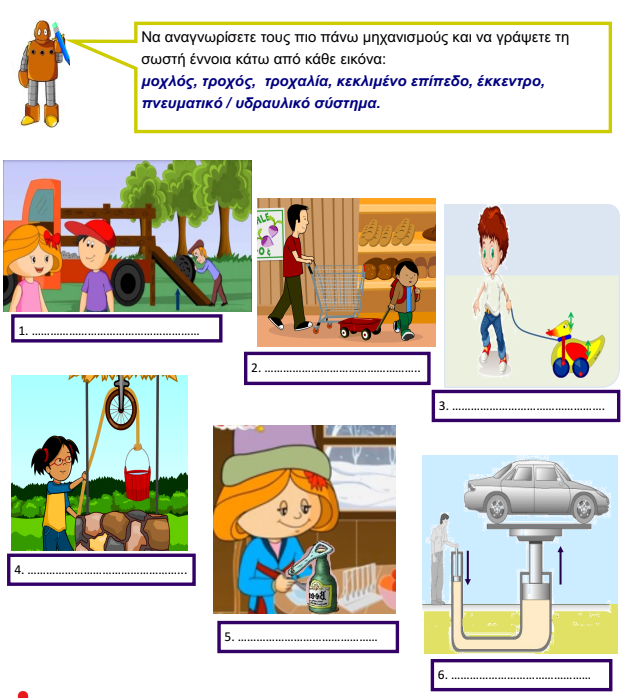 Να αναγνωρίσετε τους πιο πάνω μηχανισμούς και να γράψετε τη
σωστή έννοια κάτω από κάθε εικόνα:
μοχλός, τροχός, τροχαλία, κεκλιμένο επίπεδο, έκκεντρο,
πνευματικό / υδραυλικό σύστημα.
1. ………………………………………………
2. ………………………………………..
3. ……………………………………….
4. …………………………………………..
5. …………………………………….
6. …………………………………….